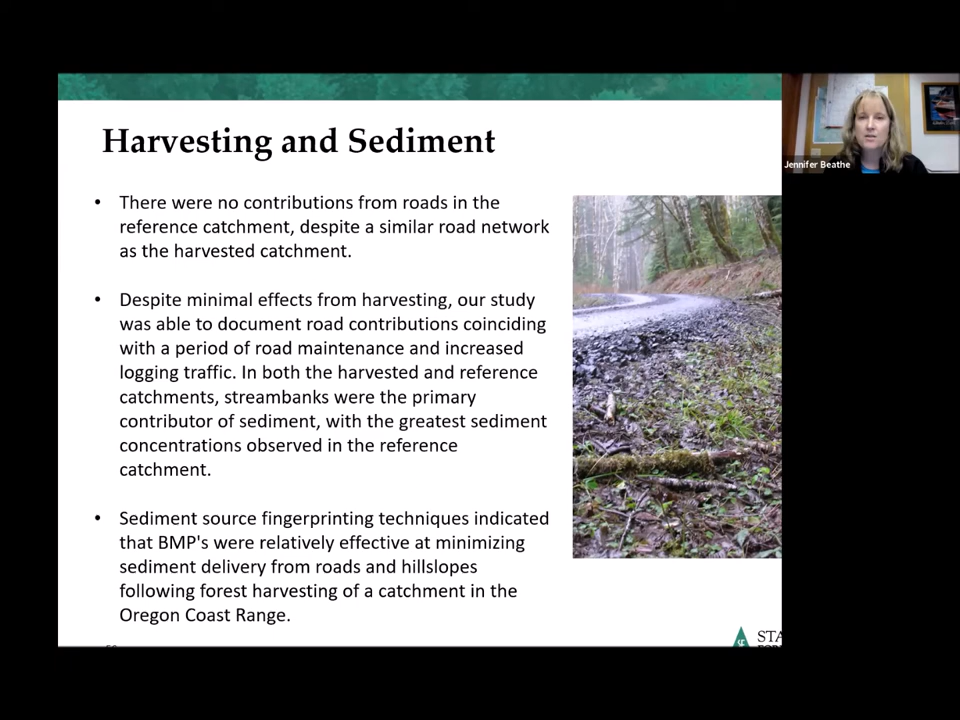 Harvesting and Sediment
Jennifer Beathe
• There were no contributions from roads in the
reference catchment, despite a similar road network
as the harvested catchment.
• Despite minimal effects from harvesting, our study
was able to document road contributions coinciding
with a period of road maintenance and increased
logging traffic. In both the harvested and reference
catchments, streambanks were the primary
contributor of sediment, with the greatest sediment
concentrations observed in the reference
catchment.
• Sediment source fingerprinting techniques indicated
that BMP's were relatively effective at minimizing
sediment delivery from roads and hillslopes
following forest harvesting of a catchment in the
Oregon Coast Range.
STA